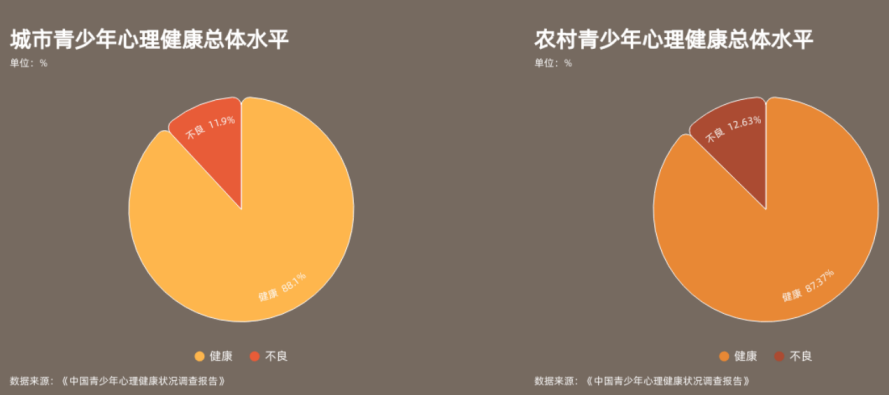 城市青少年心理健康总体水平
单位：%
不良 11.9%
健康 88.1%
健康 不良
数据来源：《中国青少年心理健康状况调查报告》
农村青少年心理健康总体水平
单位：%
不良 12.63%
健康 87.37%
健康 不良
数据来源：《中国青少年心理健康状况调查报告》